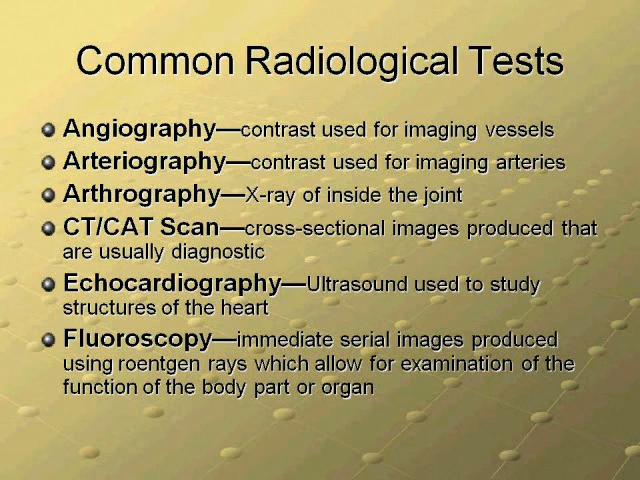 Common Radiological Tests
Angiography—contrast used for imaging vessels
Arteriography—contrast used for imaging arteries
Arthrography—X-ray of inside the joint
CT/CAT Scan—cross-sectional images produced that
are usually diagnostic
Echocardiography—Ultrasound used to study
structures of the heart
Fluoroscopy—immediate serial images produced
using roentgen rays which allow for examination of the
function of the body part or organ